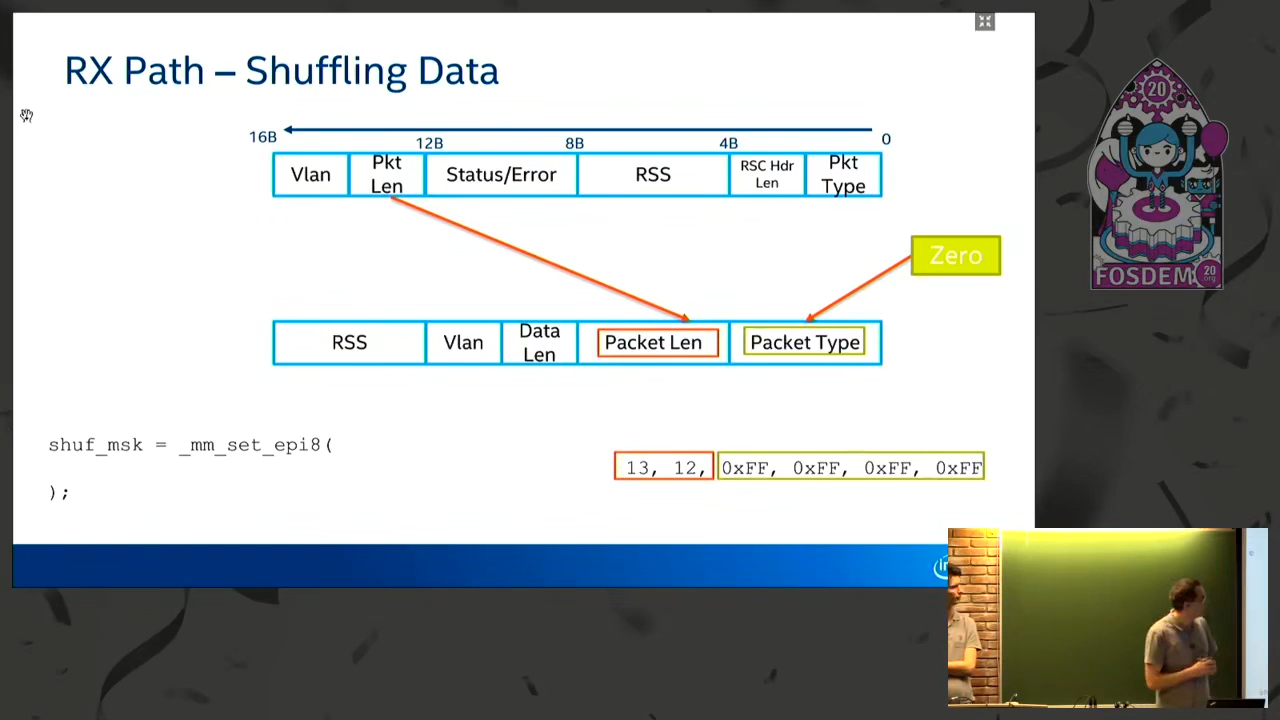 RX Path – Shuffling Data
16B
12B
8B
4B
0
Vlan
Pkt
Len
Status/Error
RSS
RSC Hdr
Len
Pkt
Type
Zero
RSS
Vlan
Data
Len
Packet Len
Packet Type
shuf_msk = _mm_set_epi8(
13, 12, 0xFF, 0xFF, 0xFF, 0xFF
);
20
FOSDEM
20
.org